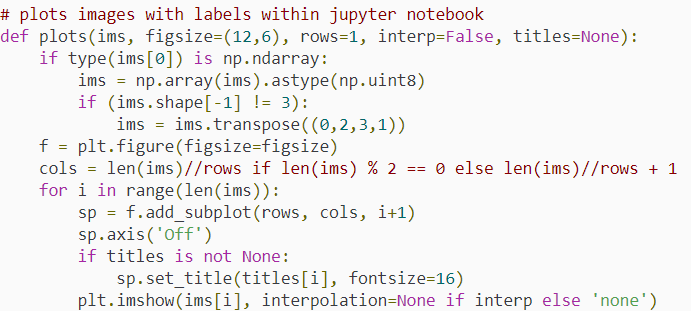 # plots images with labels within jupyter notebook
def plots(ims, figsize=(12,6), rows=1, interp=False, titles=None):
    if type(ims[0]) is np.ndarray:
        ims = np.array(ims).astype(np.uint8)
        if (ims.shape[-1] != 3):
            ims = ims.transpose((0,2,3,1))
    f = plt.figure(figsize=figsize)
    cols = len(ims)//rows if len(ims) % 2 == 0 else len(ims)//rows + 1
    for i in range(len(ims)):
        sp = f.add_subplot(rows, cols, i+1)
        sp.axis('Off')
        if titles is not None:
            sp.set_title(titles[i], fontsize=16)
        plt.imshow(ims[i], interpolation=None if interp else 'none')